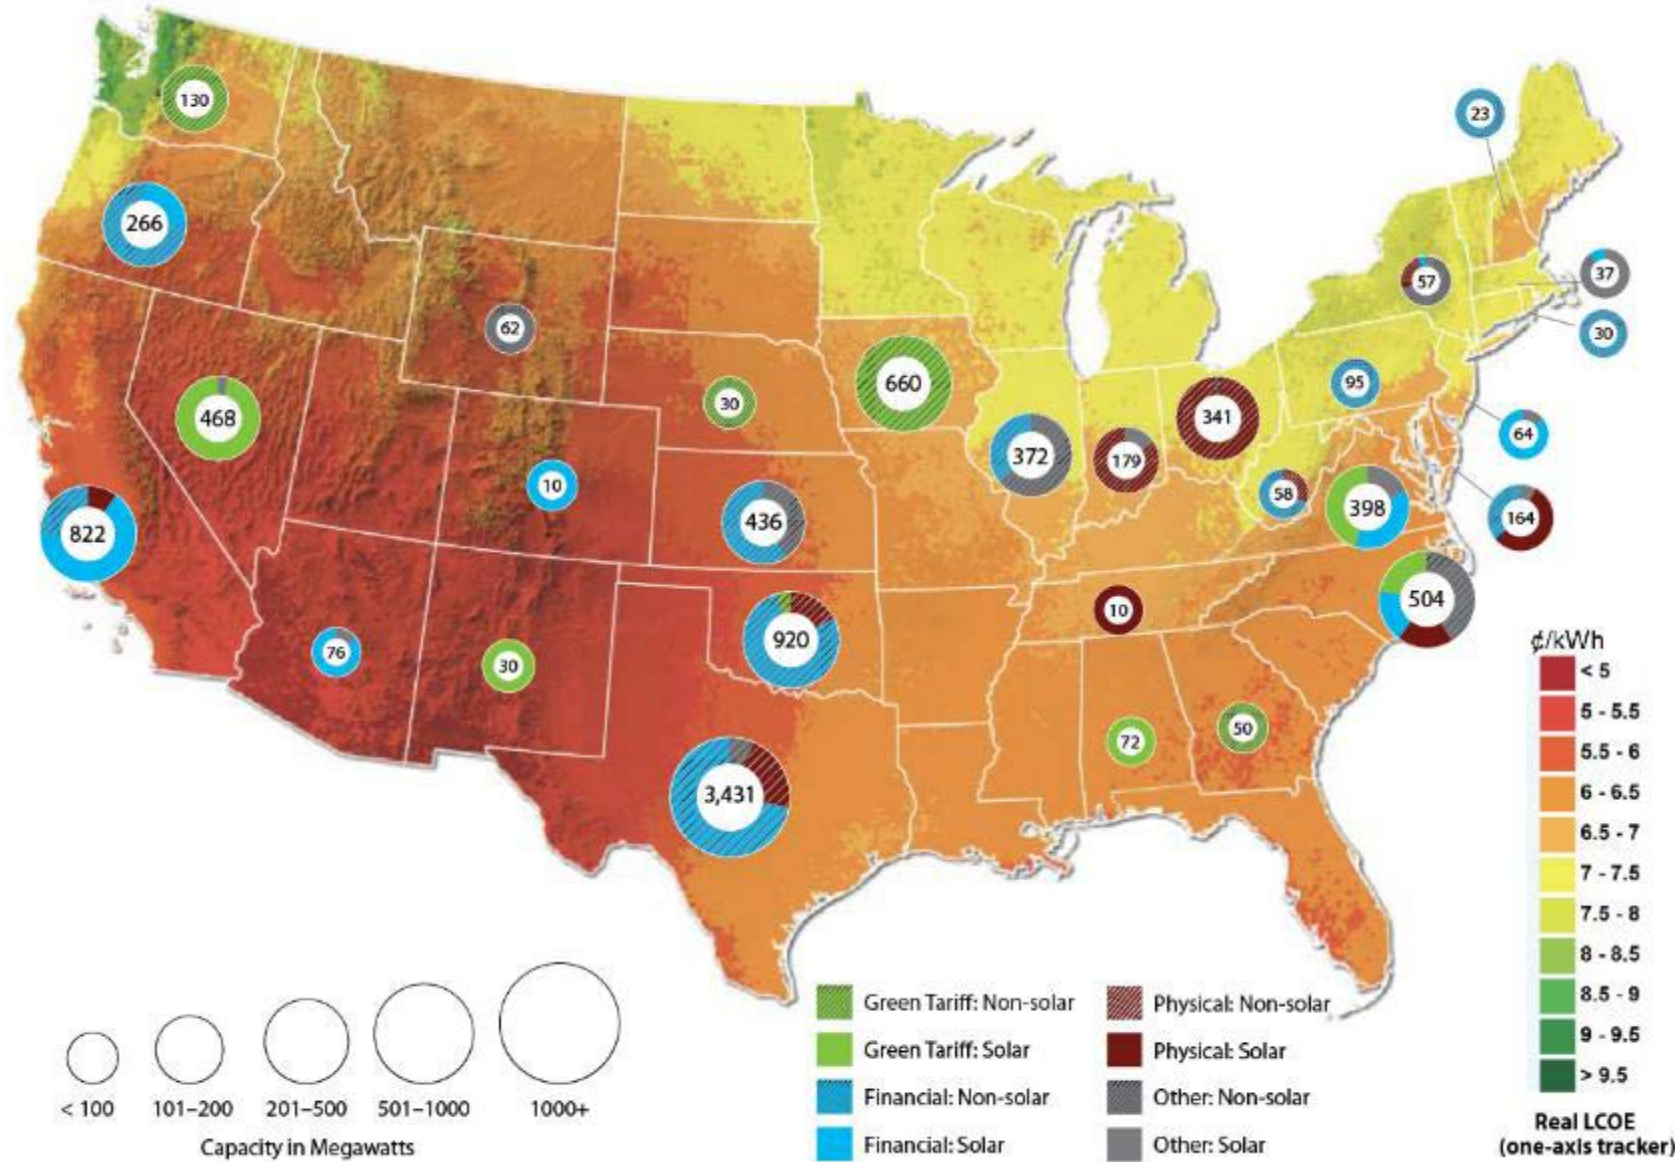 130
23
266
57
37
62
30
468
30
660
95
341
372
64
179
10
58
436
398
164
822
10
504
920
76
30
50
72
3,431
¢/kWh
< 5
5 - 5.5
5.5 - 6
6 - 6.5
6.5 - 7
7 - 7.5
7.5 - 8
8 - 8.5
8.5 - 9
9 - 9.5
> 9.5
Real LCOE
(one-axis tracker)
Green Tariff: Non-solar
Physical: Non-solar
Green Tariff: Solar
Physical: Solar
Financial: Non-solar
Other: Non-solar
Financial: Solar
Other: Solar
< 100 101–200 201–500 501–1000 1000+
Capacity in Megawatts